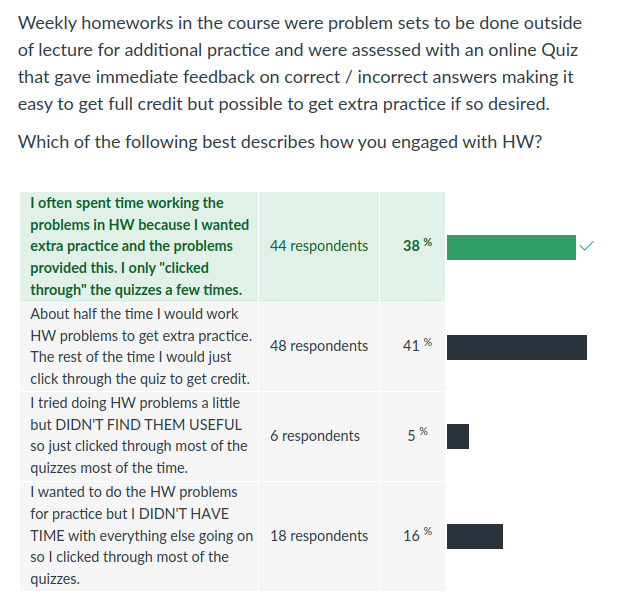 Weekly homeworks in the course were problem sets to be done outside
of lecture for additional practice and were assessed with an online Quiz
that gave immediate feedback on correct / incorrect answers making it
easy to get full credit but possible to get extra practice if so desired.
Which of the following best describes how you engaged with HW?
I often spent time working the
problems in HW because I wanted
extra practice and the problems
provided this. I only "clicked
through" the quizzes a few times.
44 respondents
38 %
About half the time I would work
HW problems to get extra practice.
The rest of the time I would just
click through the quiz to get credit.
48 respondents
41 %
I tried doing HW problems a little
but DIDN'T FIND THEM USEFUL
so just clicked through most of the
quizzes most of the time.
6 respondents
5 %
I wanted to do the HW problems
for practice but I DIDN'T HAVE
TIME with everything else going on
so I clicked through most of the
quizzes.
18 respondents
16 %